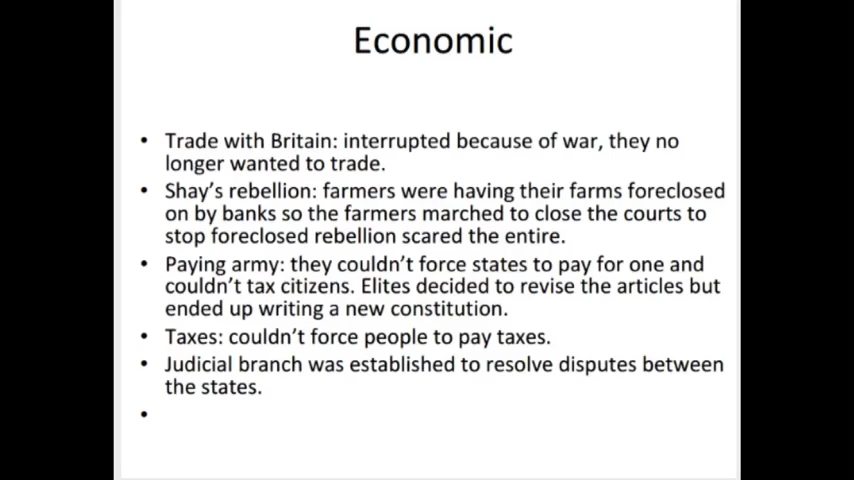 Economic
• Trade with Britain: interrupted because of war, they no
longer wanted to trade.
• Shay's rebellion: farmers were having their farms foreclosed
on by banks so the farmers marched to close the courts to
stop foreclosed rebellion scared the entire.
• Paying army: they couldn't force states to pay for one and
couldn't tax citizens. Elites decided to revise the articles but
ended up writing a new constitution.
• Taxes: couldn't force people to pay taxes.
• Judicial branch was established to resolve disputes between
the states.
•